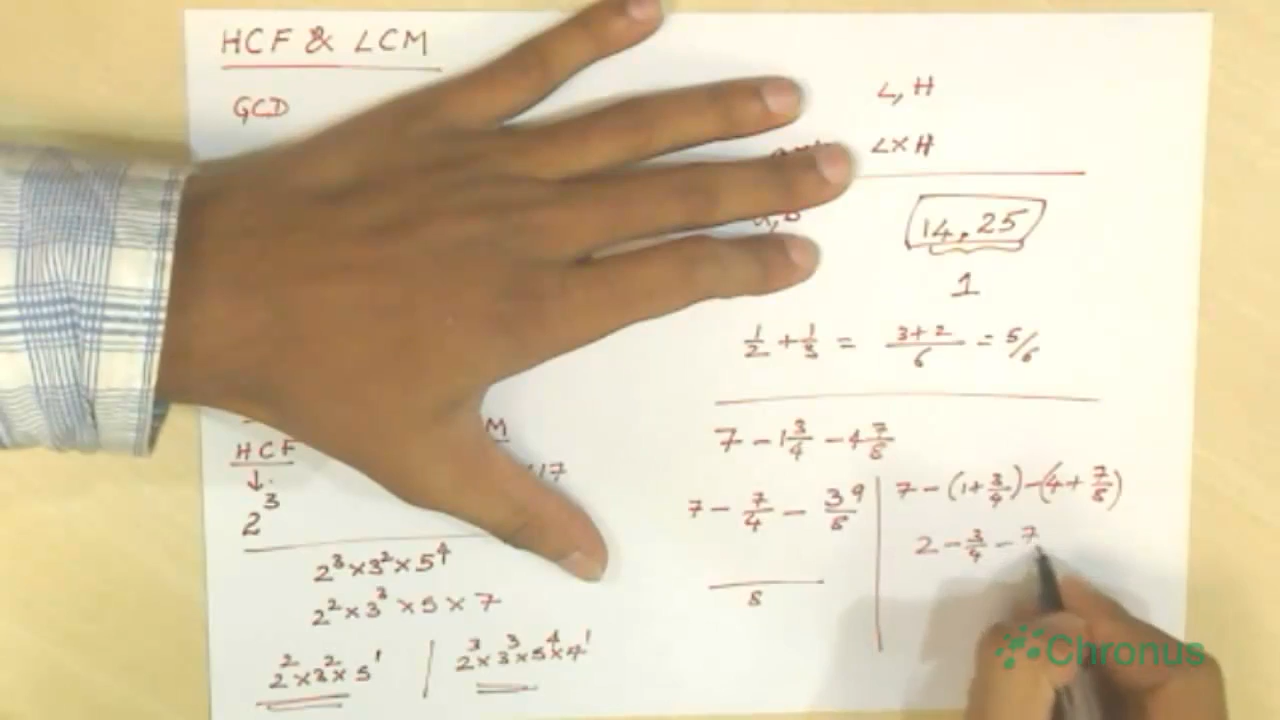 HCF & LCM
GCD
L, H
L×H
14, 25
1
1/2 + 1/3 = 3+2/6 = 5/6
7 - 1 3/4 - 4 7/8
7 - 7/4 - 39/8
8
7 - (1 + 3/4) - (4 + 7/8)
2 - 3/4 - 7
HCF
↓
2³
M
17
2³ × 3² × 5⁴
2² × 3³ × 5 × 7
2² × 3² × 5¹
2³ × 3³ × 5⁴ × 4¹
Chronus